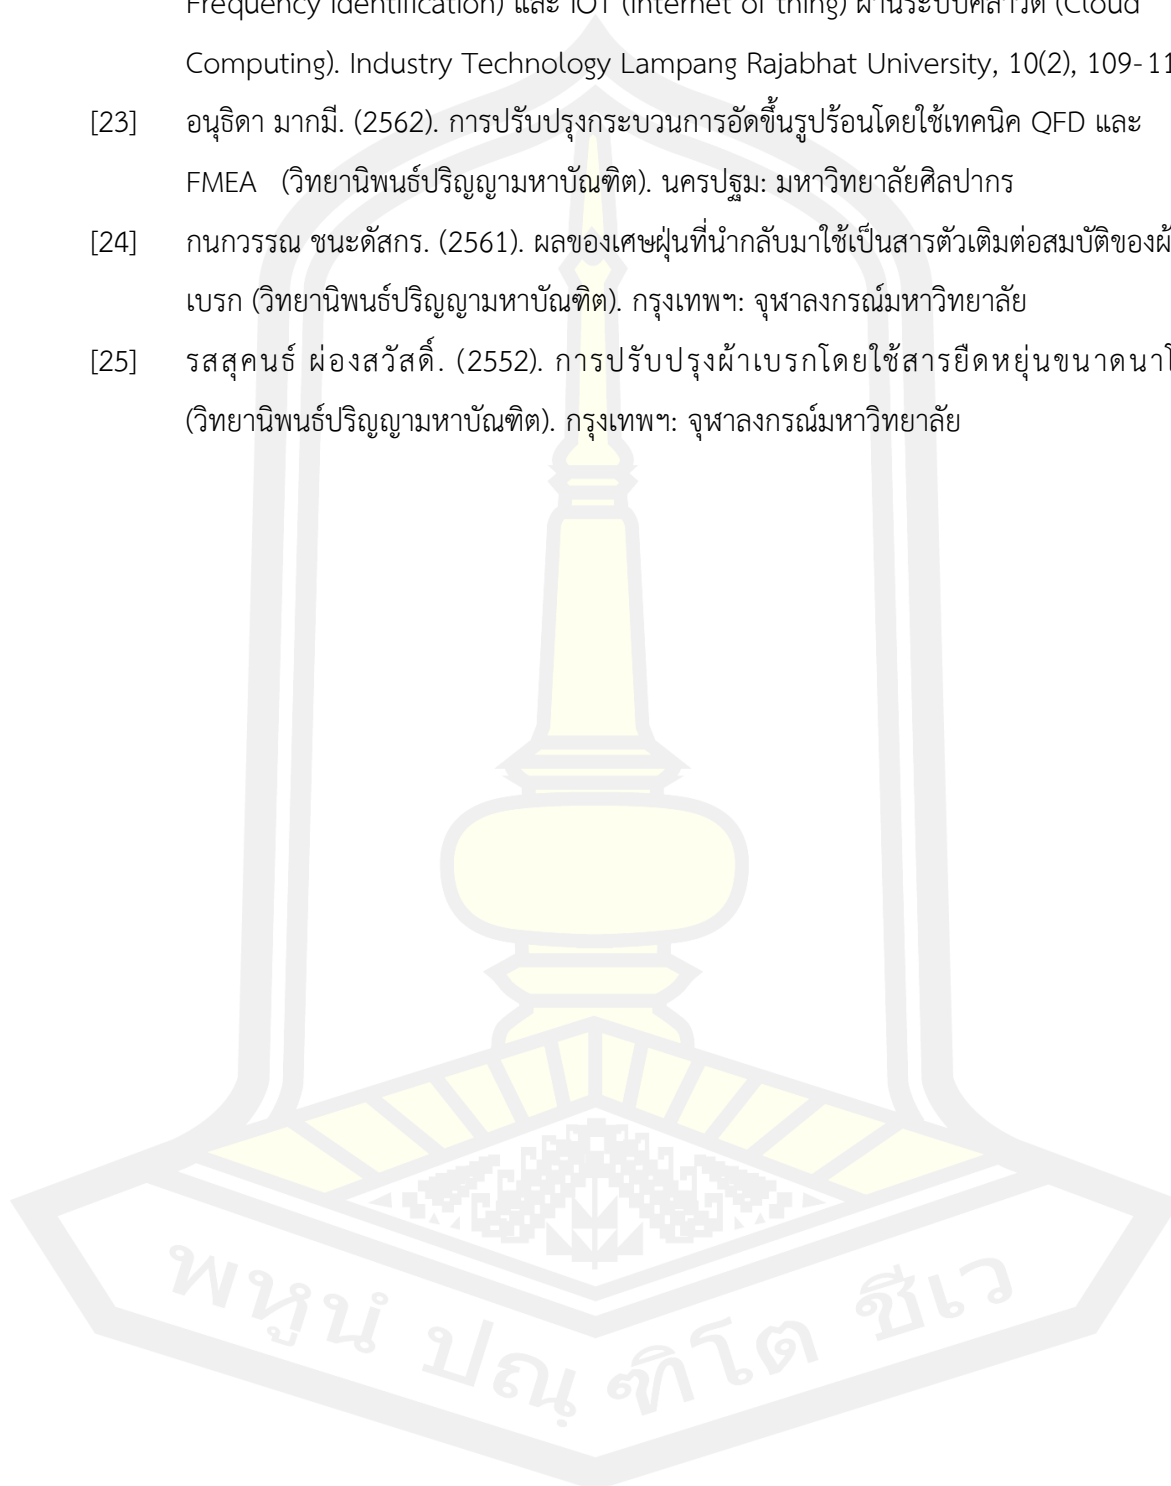 Frequency Identification) และ IOT (Internet of thing) ผ่านระบบคลาวด์ (Cloud
Computing). Industry Technology Lampang Rajabhat University, 10(2), 109-11
[23] อนุธิดา มากมี. (2562). การปรับปรุงกระบวนการอัดขึ้นรูปร้อนโดยใช้เทคนิค QFD และ
FMEA (วิทยานิพนธ์ปริญญามหาบัณฑิต). นครปฐม: มหาวิทยาลัยศิลปากร
[24] กนกวรรณ ชนะดัสกร. (2561). ผลของเศษฝุ่นที่นำกลับมาใช้เป็นสารตัวเติมต่อสมบัติของผ้
เบรก (วิทยานิพนธ์ปริญญามหาบัณฑิต). กรุงเทพฯ: จุฬาลงกรณ์มหาวิทยาลัย
[25] รสสุคนธ์ ผ่องสวัสดิ์. (2552). การปรับปรุงผ้าเบรกโดยใช้สารยืดหยุ่นขนาดนาโ
(วิทยานิพนธ์ปริญญามหาบัณฑิต). กรุงเทพฯ: จุฬาลงกรณ์มหาวิทยาลัย
พหูนํ ปณฺ ฑิโต ชีเว